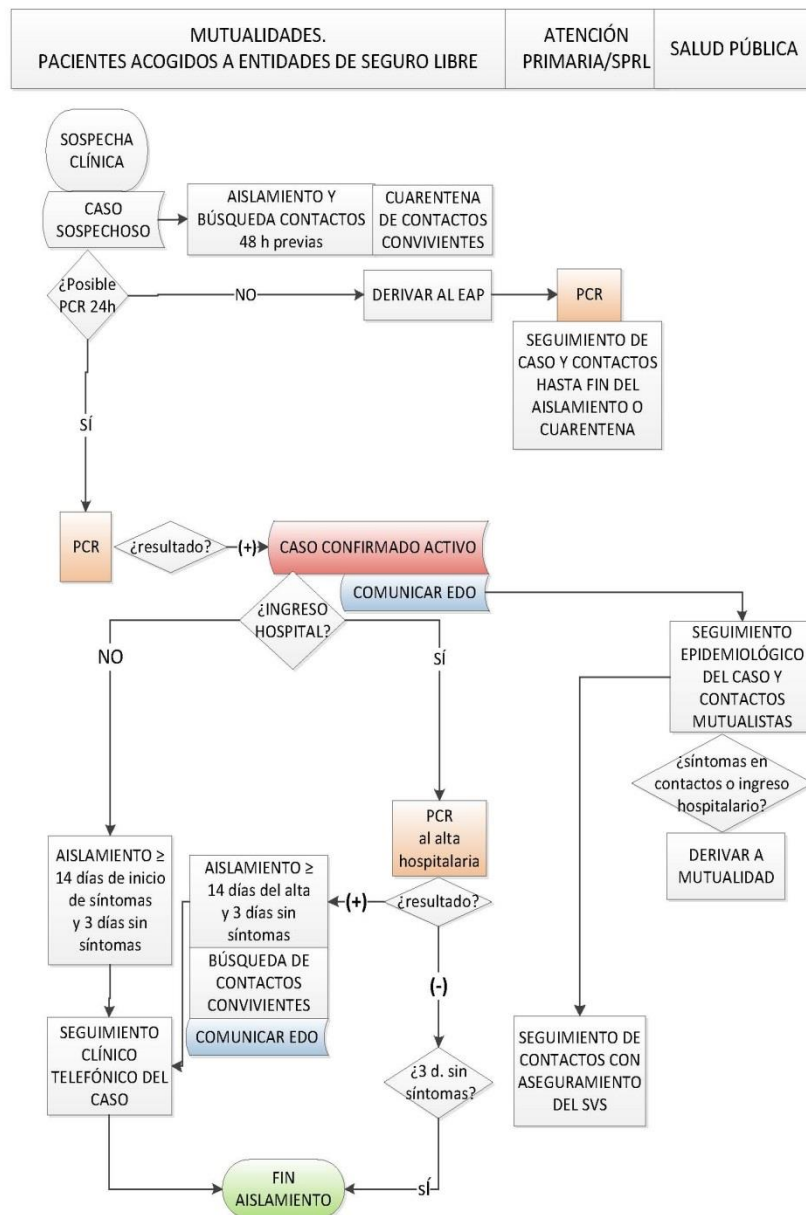 MUTUALIDADES.
PACIENTES ACOGIDOS A ENTIDADES DE SEGURO LIBRE
ATENCIÓN
PRIMARIA/SPRL
SALUD PÚBLICA
SOSPECHA
CLÍNICA
CASO
SOSPECHOSO
AISLAMIENTO Y
BÚSQUEDA CONTACTOS
48 h previas
CUARENTENA
DE CONTACTOS
CONVIVIENTES
¿Posible
PCR 24h
NO
DERIVAR AL EAP
PCR
SEGUIMIENTO DE
CASO Y CONTACTOS
HASTA FIN DEL
AISLAMIENTO O
CUARENTENA
SÍ
PCR
¿resultado?
(+)
CASO CONFIRMADO ACTIVO
COMUNICAR EDO
¿INGRESO
HOSPITAL?
NO
SÍ
SEGUIMIENTO
EPIDEMIOLÓGICO
DEL CASO Y
CONTACTOS
MUTUALISTAS
¿síntomas en
contactos o ingreso
hospitalario?
DERIVAR A
MUTUALIDAD
PCR
al alta
hospitalaria
¿resultado?
(+)
AISLAMIENTO ≥
14 días de inicio
de síntomas
y 3 días sin
síntomas
AISLAMIENTO ≥
14 días del alta
y 3 días sin
síntomas
BÚSQUEDA DE
CONTACTOS
CONVIVIENTES
COMUNICAR EDO
(-)
SEGUIMIENTO
CLÍNICO
TELEFÓNICO DEL
CASO
¿3 d. sin
síntomas?
SEGUIMIENTO DE
CONTACTOS CON
ASEGURAMIENTO
DEL SVS
SÍ
FIN
AISLAMIENTO